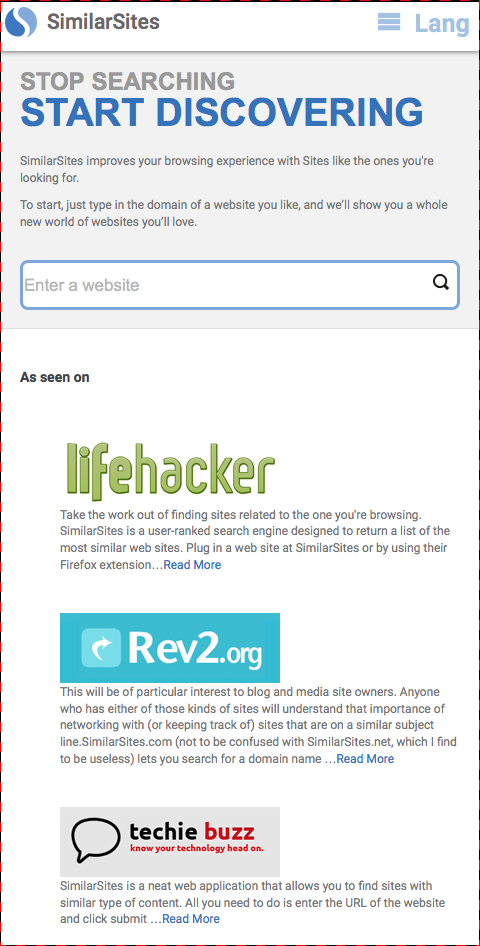 SimilarSites
Lang
STOP SEARCHING
START DISCOVERING
SimilarSites improves your browsing experience with Sites like the ones you're
looking for.
To start, just type in the domain of a website you like, and we'll show you a whole
new world of websites you'll love.
Enter a website
As seen on
lifehacker
Take the work out of finding sites related to the one you're browsing.
SimilarSites is a user-ranked search engine designed to return a list of the
most similar web sites. Plug in a web site at SimilarSites or by using their
Firefox extension…Read More
Rev2.org
This will be of particular interest to blog and media site owners. Anyone
who has either of those kinds of sites will understand that importance of
networking with (or keeping track of) sites that are on a similar subject
line.SimilarSites.com (not to be confused with SimilarSites.net, which I find
to be useless) lets you search for a domain name …Read More
techie buzz
know your technology head on.
SimilarSites is a neat web application that allows you to find sites with
similar type of content. All you need to do is enter the URL of the website
and click submit …Read More